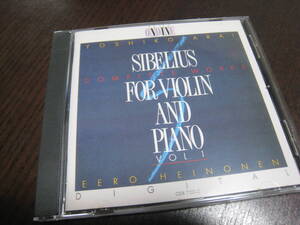 ONDINE
YOSHIKO ARAI
SIBELIUS
COMPLETE WORKS
FOR VIOLIN
AND
PIANO
VOL. 1
EERO HEINONEN
DIGITAL